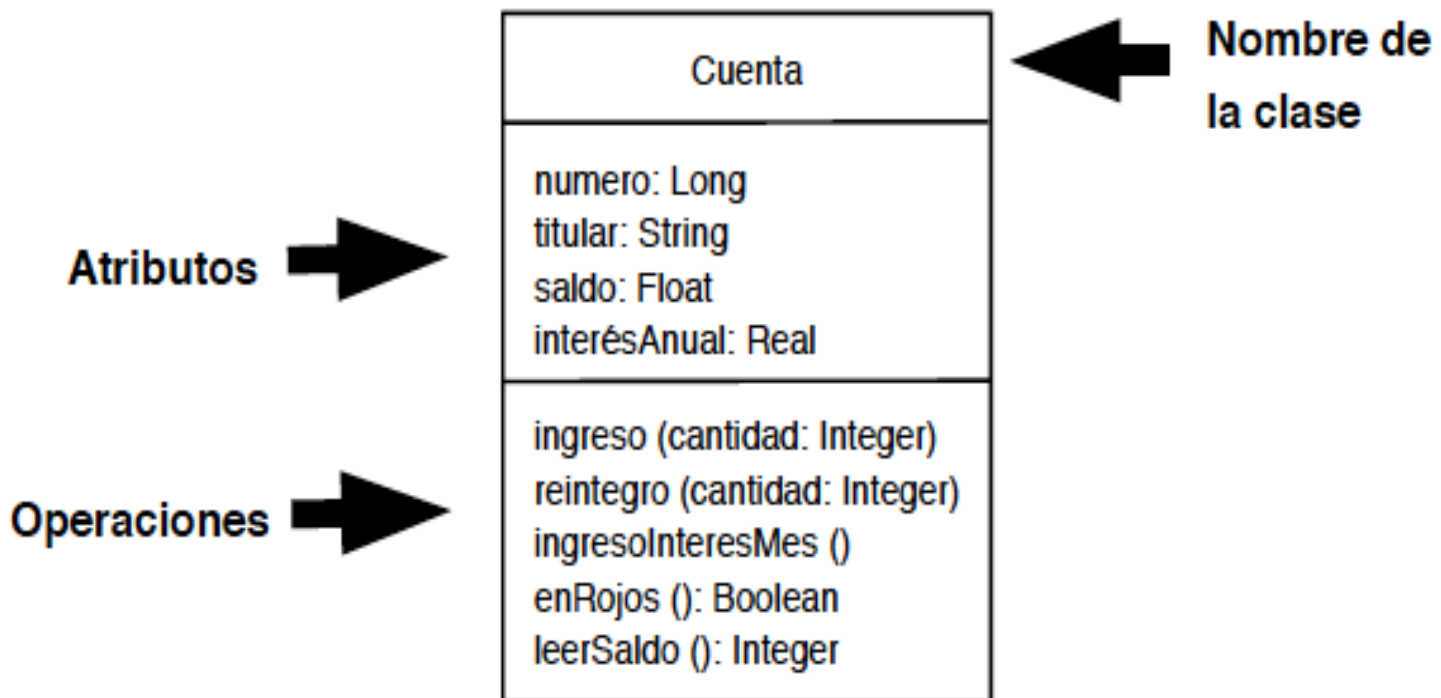 Cuenta
Nombre de
la clase
Atributos
numero: Long
titular: String
saldo: Float
interésAnual: Real
Operaciones
ingreso (cantidad: Integer)
reintegro (cantidad: Integer)
ingresoInteresMes ()
enRojos (): Boolean
leerSaldo (): Integer